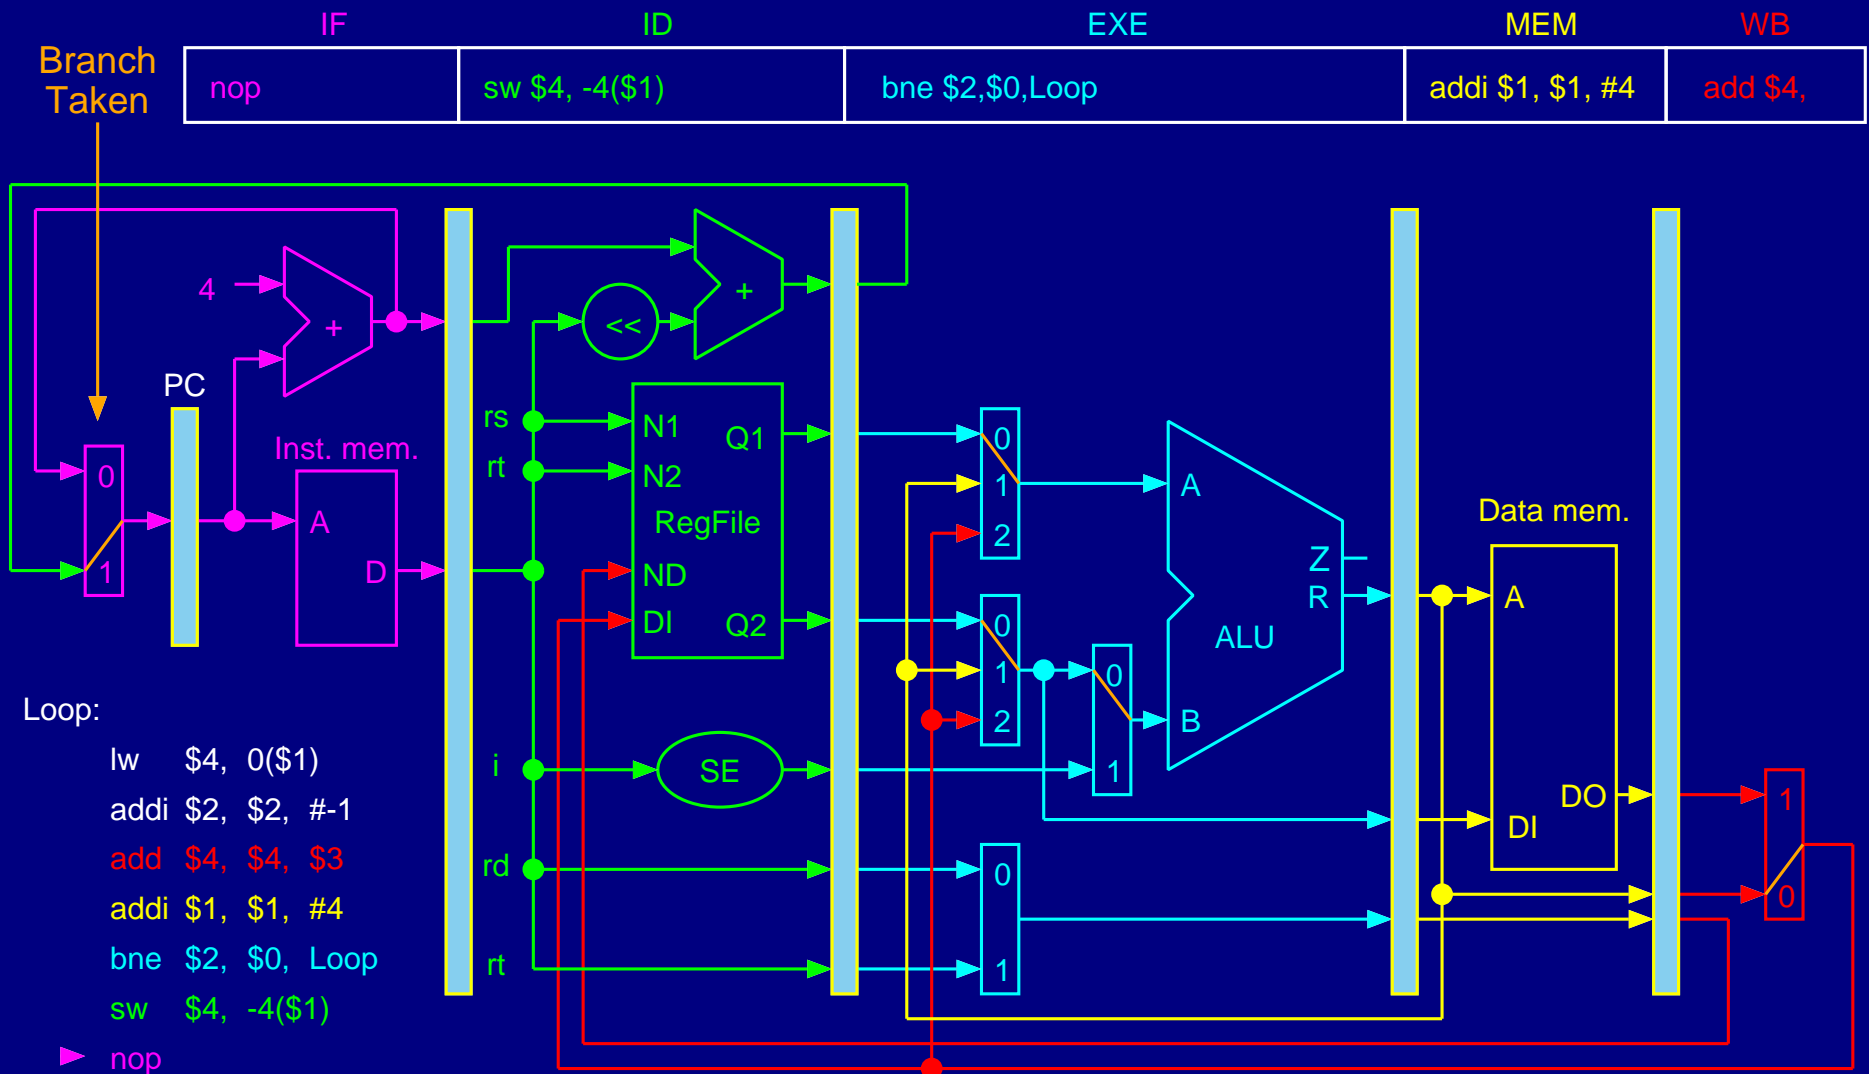 IF ID EXE MEM WB
Branch
Taken
nop sw $4, -4($1) bne $2,$0,Loop addi $1, $1, #4 add $4,
4
+
<<
+
PC
Inst. mem.
0
1
A
D
rs
rt
i
rd
rt
N1
N2
RegFile
ND
DI
Q1
Q2
SE
0
1
2
0
1
2
0
1
0
1
A
B
Z
R
ALU
Data mem.
A
DI
DO
1
0
Loop:
lw $4, 0($1)
addi $2, $2, #-1
add $4, $4, $3
addi $1, $1, #4
bne $2, $0, Loop
sw $4, -4($1)
nop